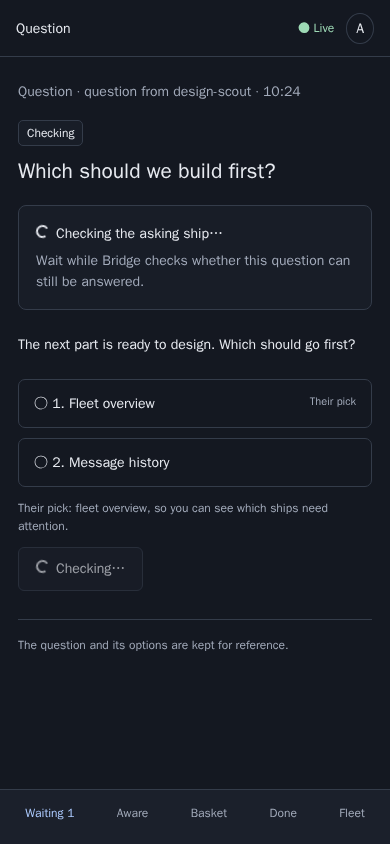 Question
Live
A
Question · question from design-scout · 10:24
Checking
Which should we build first?
Checking the asking ship···
Wait while Bridge checks whether this question can
still be answered.
The next part is ready to design. Which should go first?
1. Fleet overview
Their pick
2. Message history
Their pick: fleet overview, so you can see which ships need
attention.
Checking···
The question and its options are kept for reference.
Waiting 1
Aware
Basket
Done
Fleet